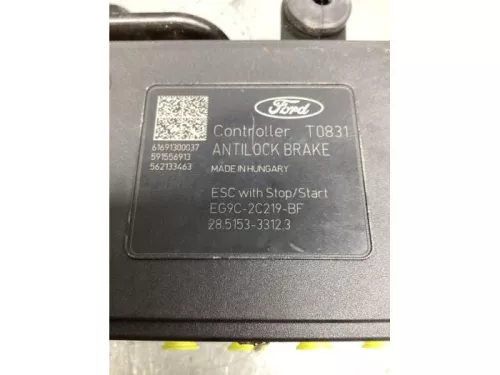 Ford
Controller T0831
ANTILOCK BRAKE
61691300037
591556913
562133463
MADE IN HUNGARY
ESC with Stop/Start
EG9C-2C219-BF
28.5153-3312.3